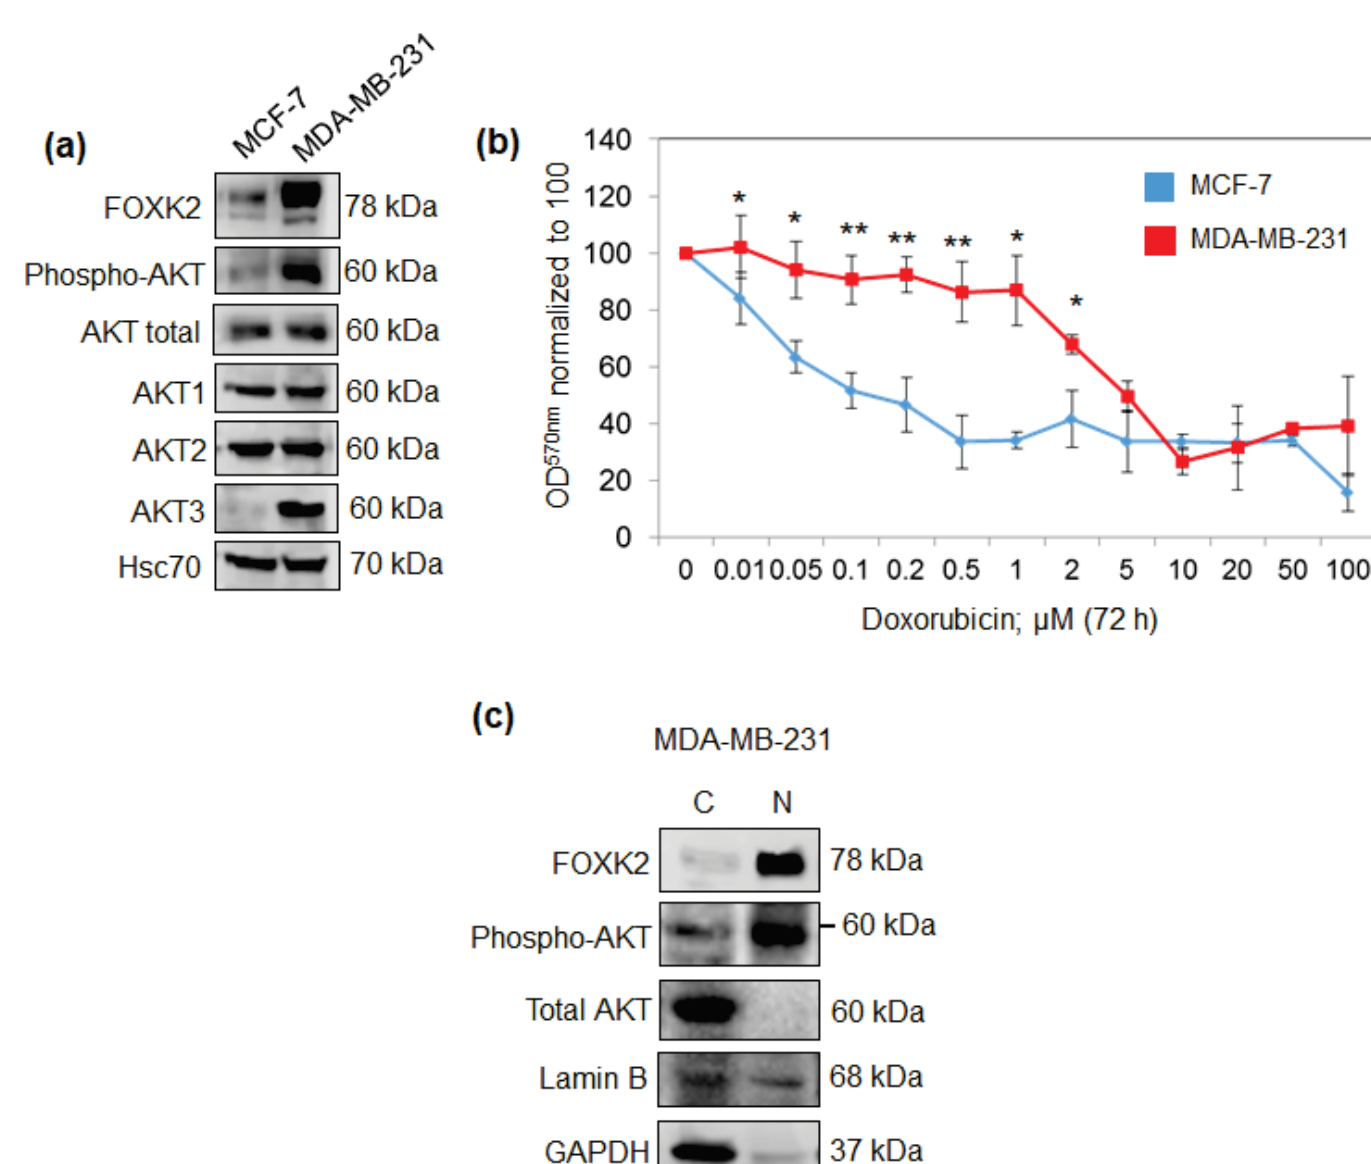 (a)
MCF-7
MDA-MB-231
FOXK2 78 kDa
Phospho-AKT 60 kDa
AKT total 60 kDa
AKT1 60 kDa
AKT2 60 kDa
AKT3 60 kDa
Hsc70 70 kDa
(b)
OD570nm normalized to 100
140
120
100
80
60
40
20
0
* * ** ** ** * *
MCF-7
MDA-MB-231
0 0.01 0.05 0.1 0.2 0.5 1 2 5 10 20 50 100
Doxorubicin; µM (72 h)
(c)
MDA-MB-231
C N
FOXK2 78 kDa
Phospho-AKT 60 kDa
Total AKT 60 kDa
Lamin B 68 kDa
GAPDH 37 kDa